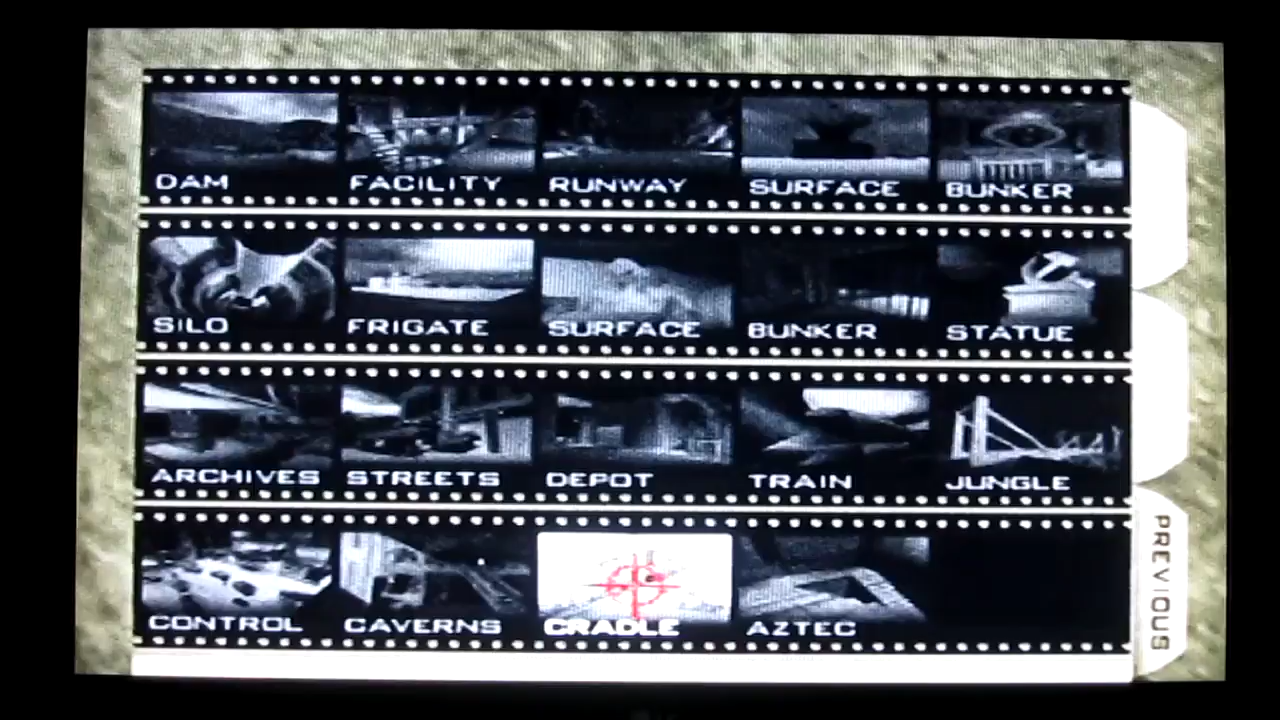 DAM FACILITY RUNWAY SURFACE BUNKER
SILO FRIGATE SURFACE BUNKER STATUE
ARCHIVES STREETS DEPOT TRAIN JUNGLE
CONTROL CAVERNS CRADLE AZTEC
PREVIOUS